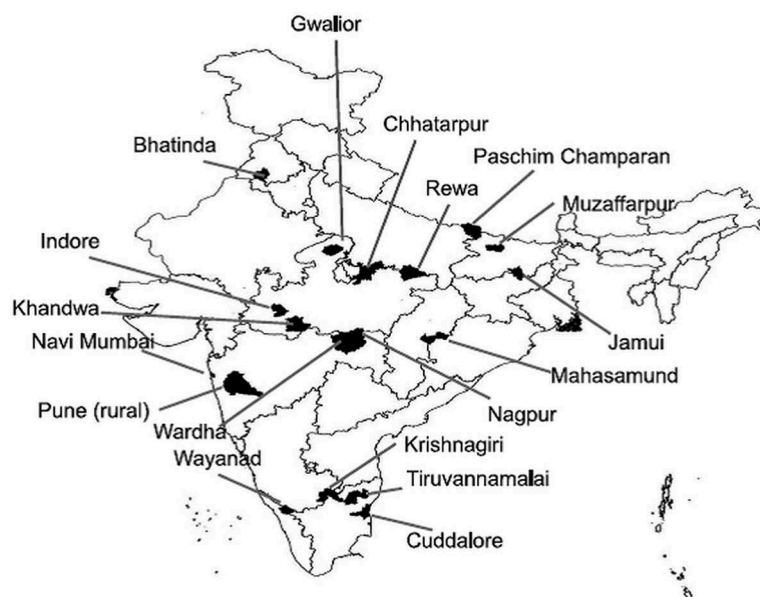 Gwalior
Chhatarpur
Bhatinda
Paschim Champaran
Rewa
Muzaffarpur
Indore
Khandwa
Navi Mumbai
Jamui
Mahasamund
Pune (rural)
Nagpur
Wardha
Krishnagiri
Wayanad
Tiruvannamalai
Cuddalore